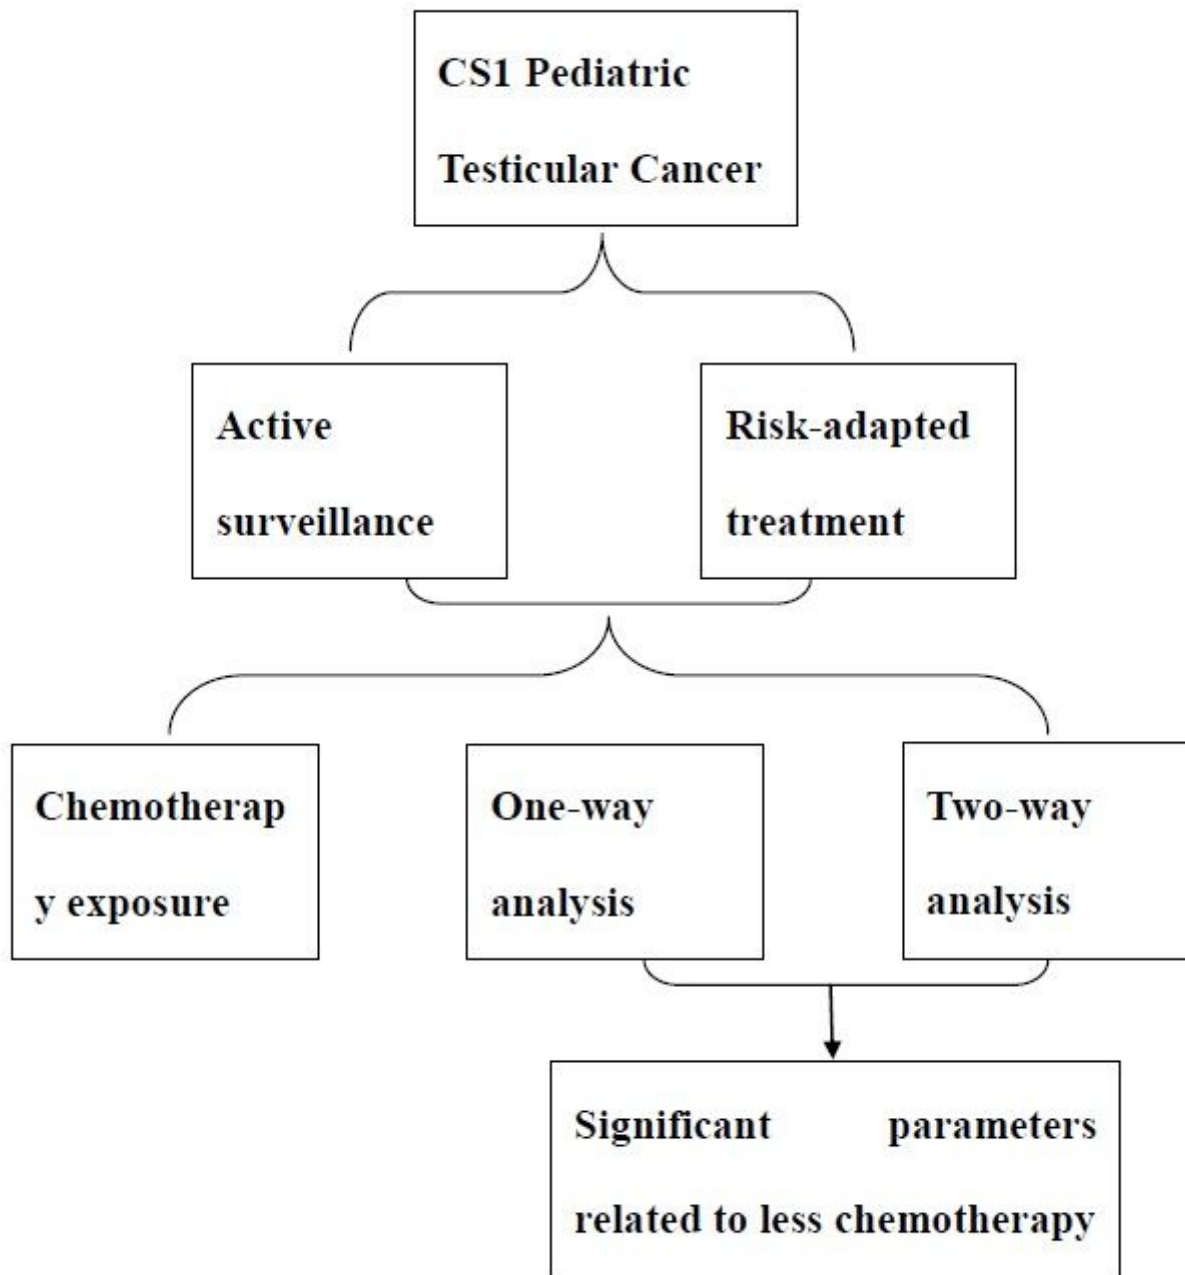 CS1 Pediatric
Testicular Cancer
Active
surveillance
Risk-adapted
treatment
Chemotherap
y exposure
One-way
analysis
Two-way
analysis
Significant parameters
related to less chemotherapy